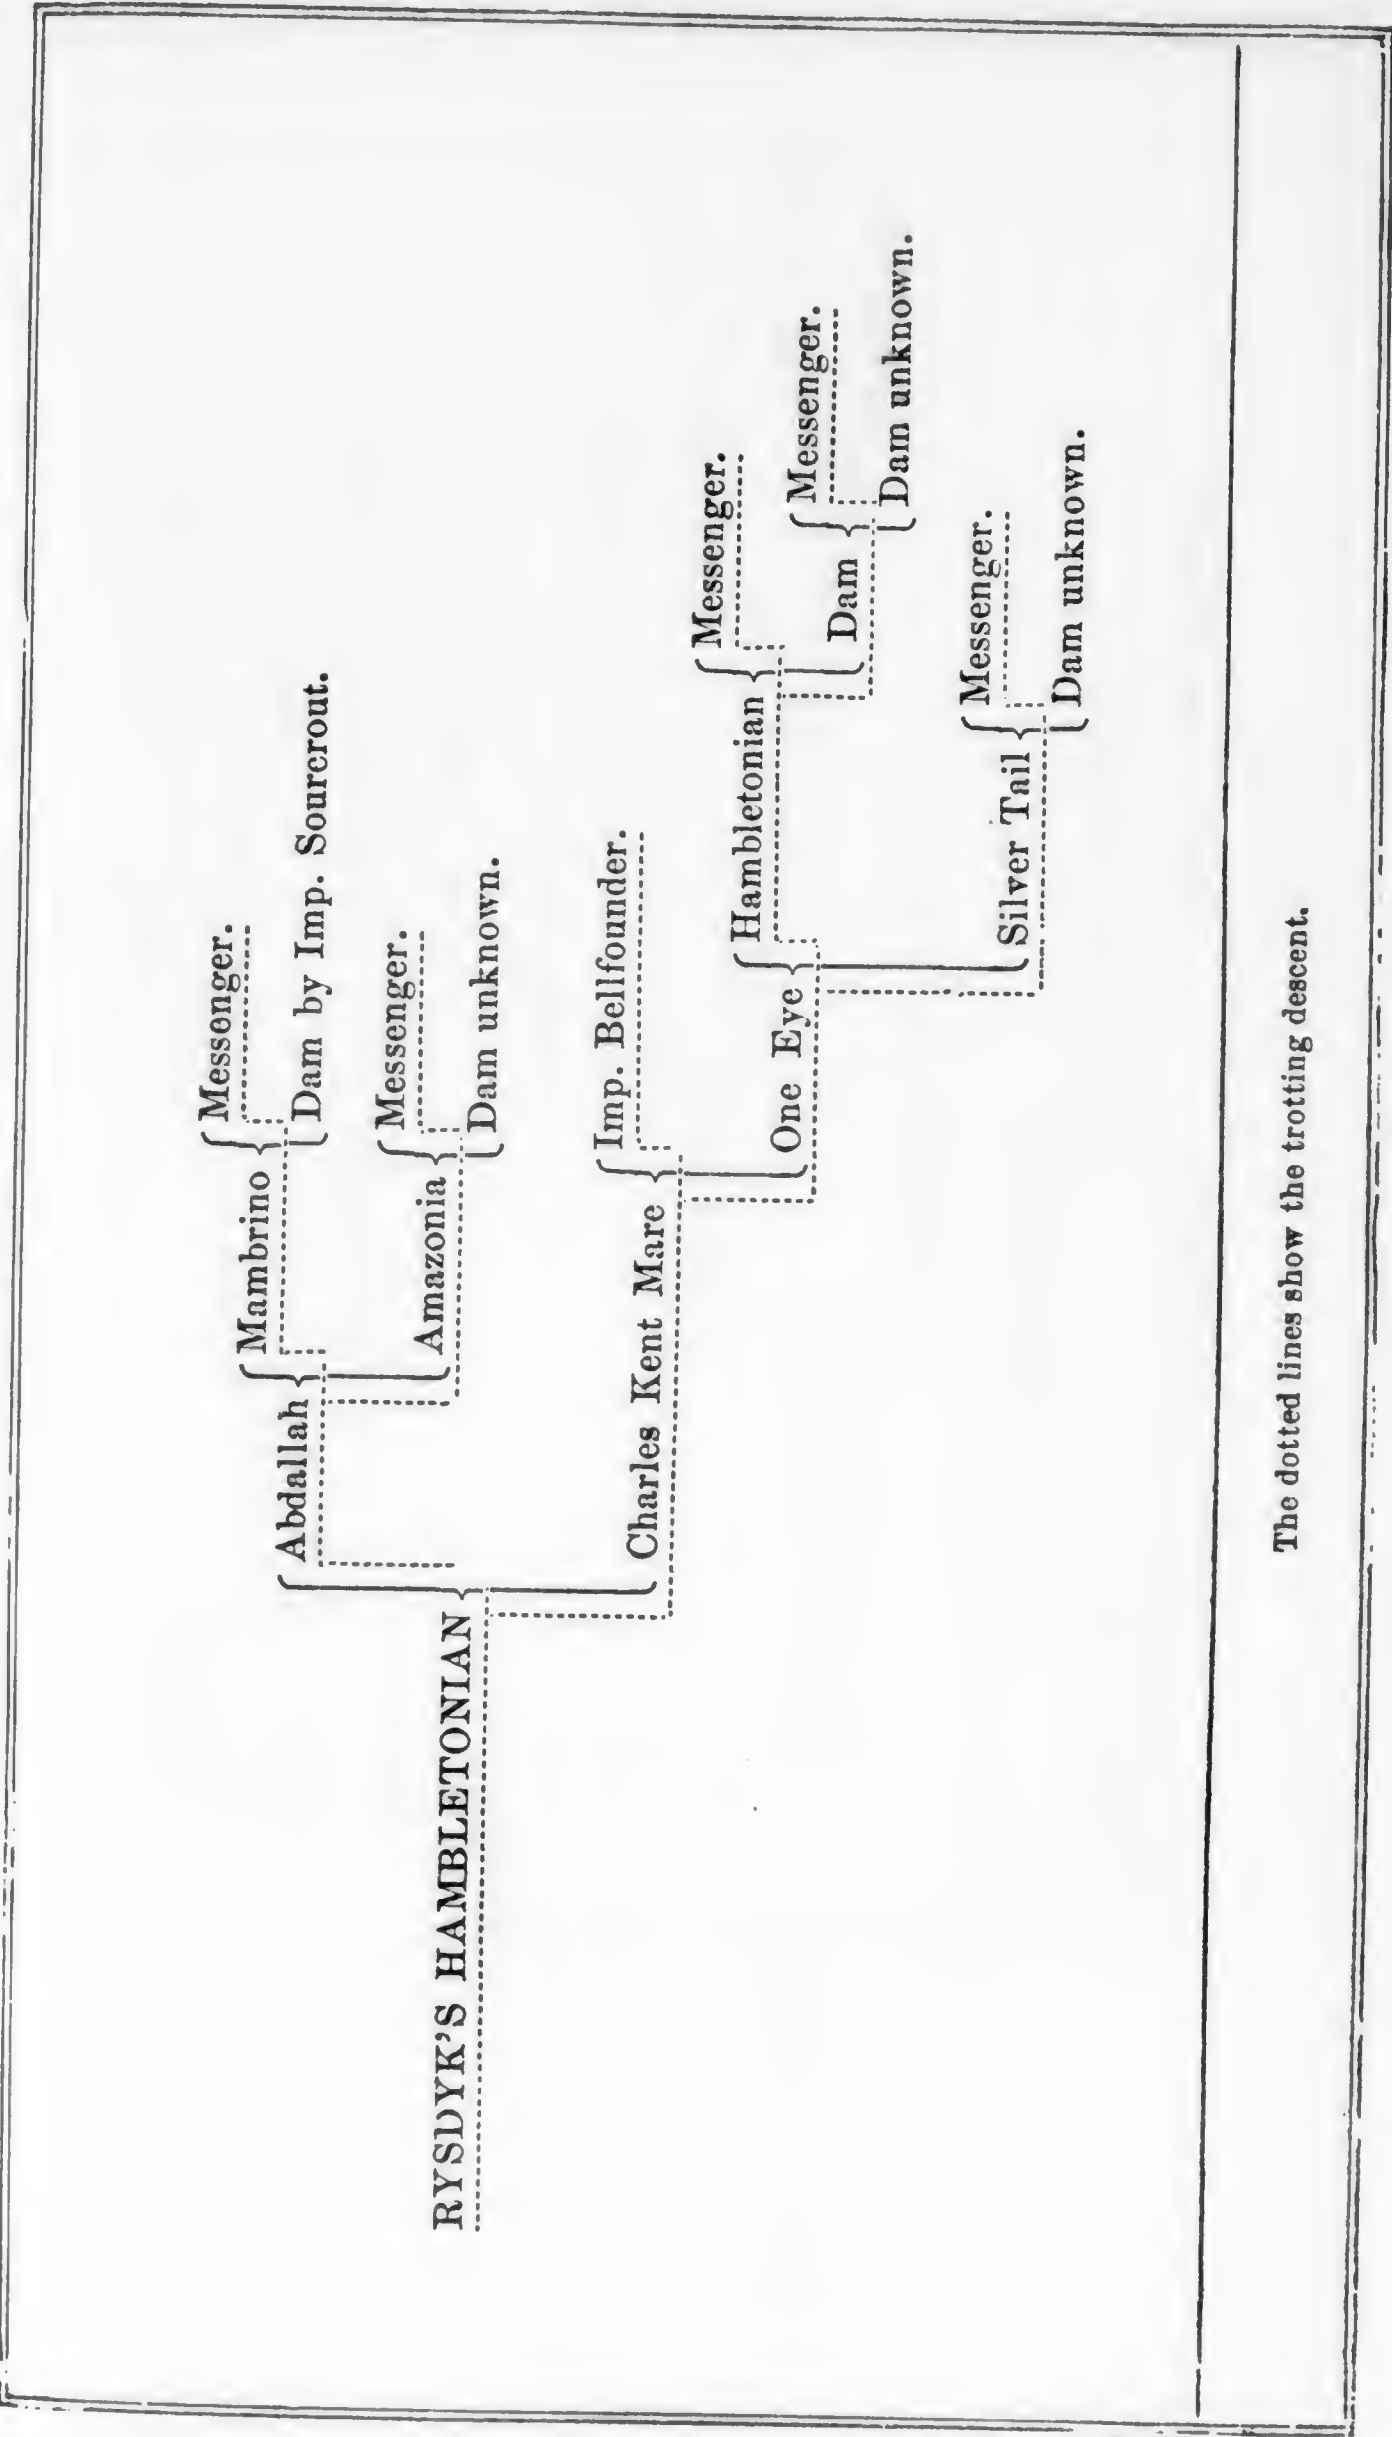 Messenger.
Mambrino
Dam by Imp. Sourcrout.
Abdallah
Messenger.
Amazonia
Dam unknown.
RYSDYK'S HAMBLETONIAN
Imp. Bellfounder.
Charles Kent Mare
Messenger.
Hambletonian
Messenger.
Dam
Dam unknown.
One Eye
Messenger.
Silver Tail
Dam unknown.
The dotted lines show the trotting descent.